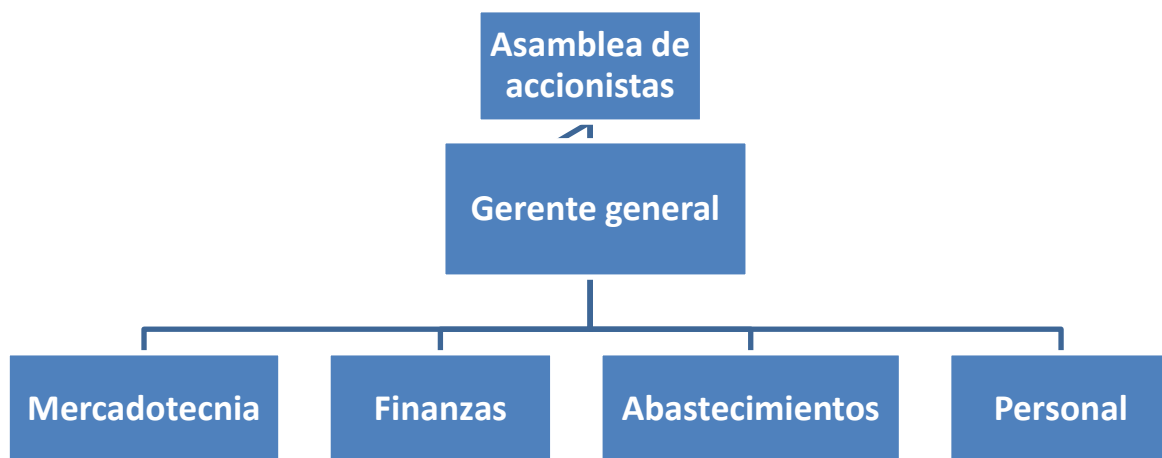 Asamblea de
accionistas
Gerente general
Mercadotecnia
Finanzas
Abastecimientos
Personal